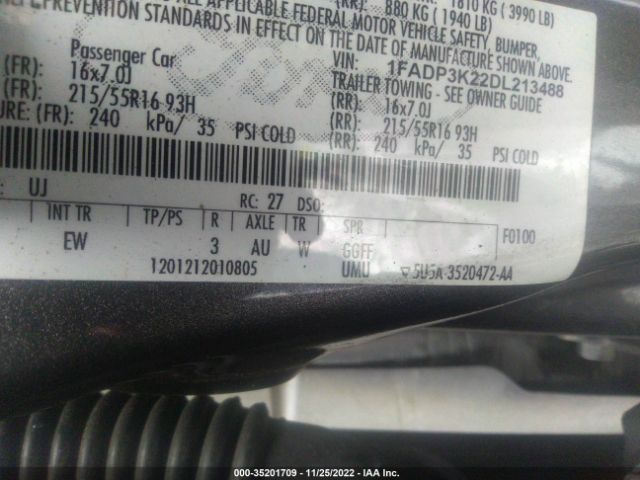 1810 KG ( 3990 LB)
(RR): 880 KG ( 1940 LB)
ALL APPLICABLE FEDERAL MOTOR VEHICLE SAFETY, BUMPER,
PREVENTION STANDARDS IN EFFECT ON THE DATE OF MANUFACTURE SHOWN ABOVE.
Passenger Car VIN: 1FADP3K22DL213488
TRAILER TOWING - SEE OWNER GUIDE
(FR): 16x7.0J (RR): 16x7.0J
215/55R16 93H (RR): 215/55R16 93H
URE: (FR): 240 kPa/ 35 PSI COLD (RR): 240 kPa/ 35 PSI COLD
UJ RC: 27 DSO:
INT TR TP/PS R AXLE TR SPR F0100
EW 3 AU W GGFF
1201212010805 UMU 5U5A-3520472-AA
000-35201709 - 11/25/2022 - IAA Inc.